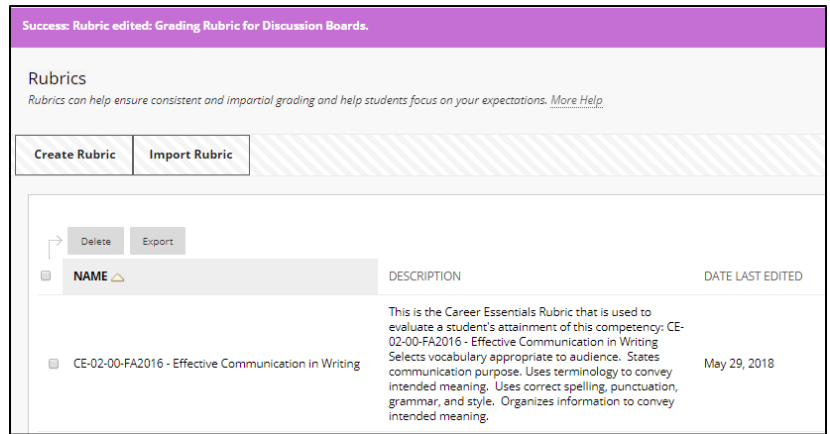 Success: Rubric edited: Grading Rubric for Discussion Boards.
Rubrics
Rubrics can help ensure consistent and impartial grading and help students focus on your expectations. More Help
Create Rubric Import Rubric
Delete Export
NAME DESCRIPTION DATE LAST EDITED
This is the Career Essentials Rubric that is used to
evaluate a student's attainment of this competency: CE-
02-00-FA2016 - Effective Communication in Writing
Selects vocabulary appropriate to audience. States
CE-02-00-FA2016 - Effective Communication in Writing communication purpose. Uses terminology to convey May 29, 2018
intended meaning. Uses correct spelling, punctuation,
grammar, and style. Organizes information to convey
intended meaning.